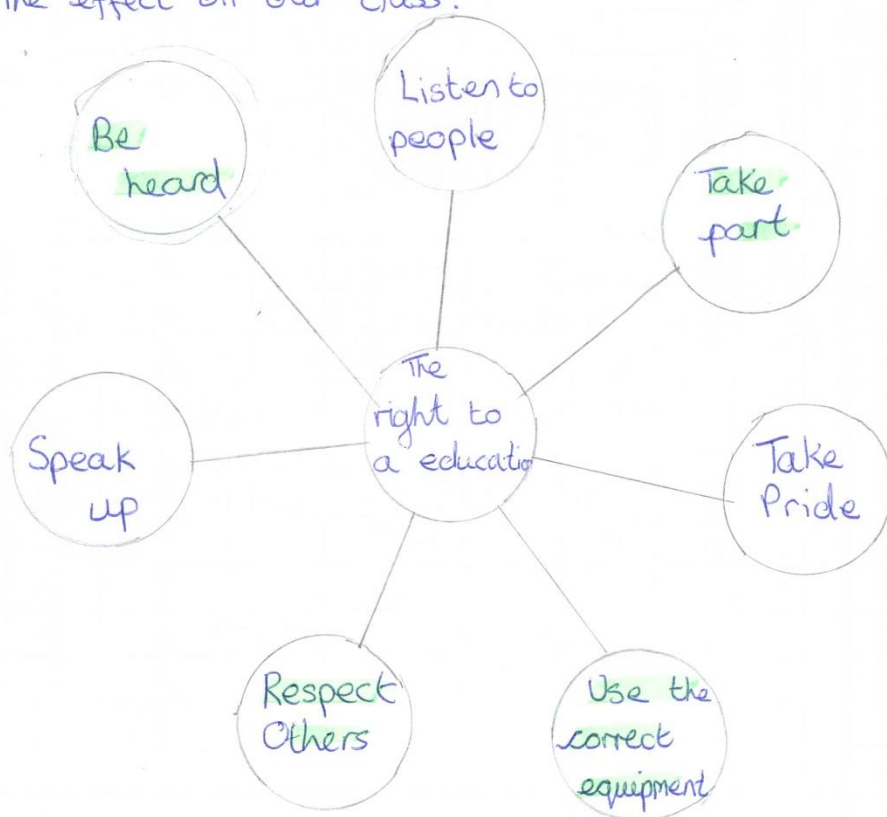 The effect on our class.
Be
heard
Listen to
people
Take
part
The
right to
a educatio
Speak
up
Take
Pride
Respect
Others
Use the
correct
equipment